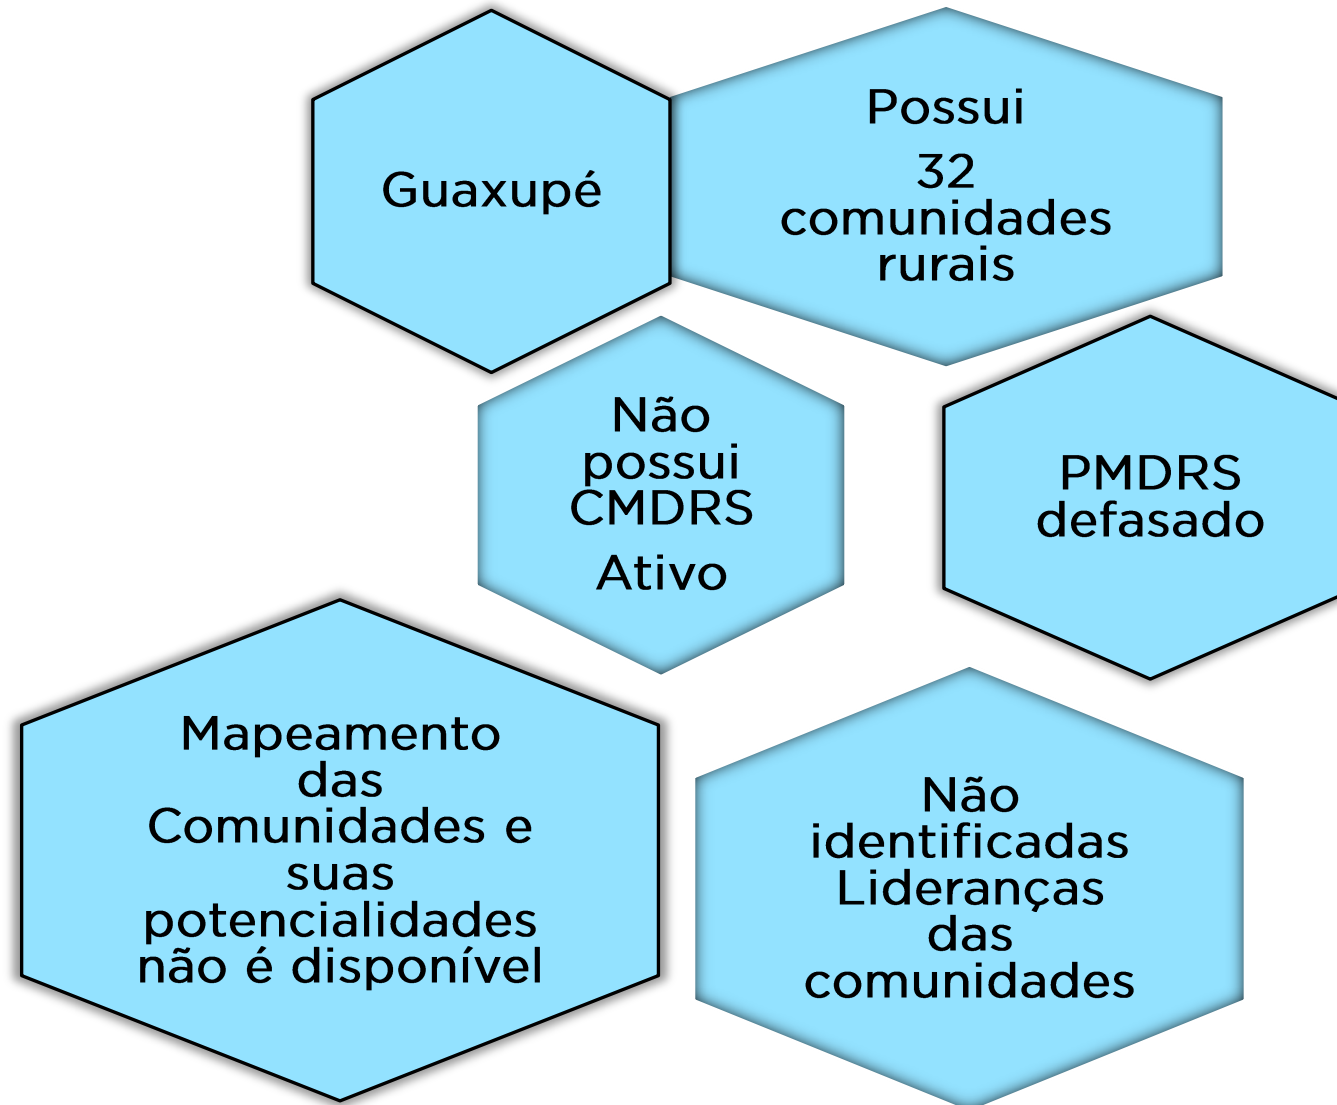 Guaxupé
Possui
32
comunidades
rurais
Não
possui
CMDRS
Ativo
PMDRS
defasado
Mapeamento
das
Comunidades e
suas
potencialidades
não é disponível
Não
identificadas
Lideranças
das
comunidades